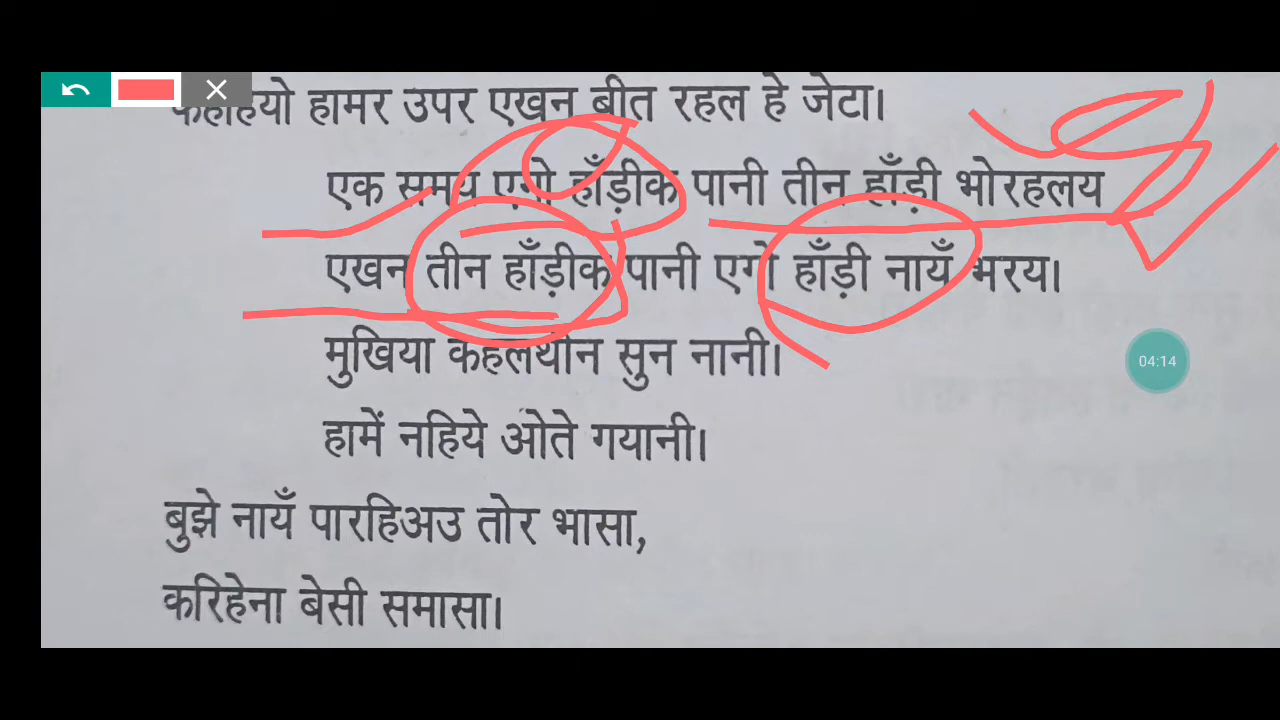 हामर उपर एखन बीत रहल हे जेटा।
एक समय एगो हाँड़ीक पानी तीन हाँड़ी भोरहलय
एखन तीन हाँड़ीक पानी एगो हाँड़ी नायँ भरय।
मुखिया कहलथीन सुन नानी।
04:14
हामें नहिये ओते गयानी।
बुझे नायँ पारहिअउ तोर भासा,
करिहेना बेसी समासा।